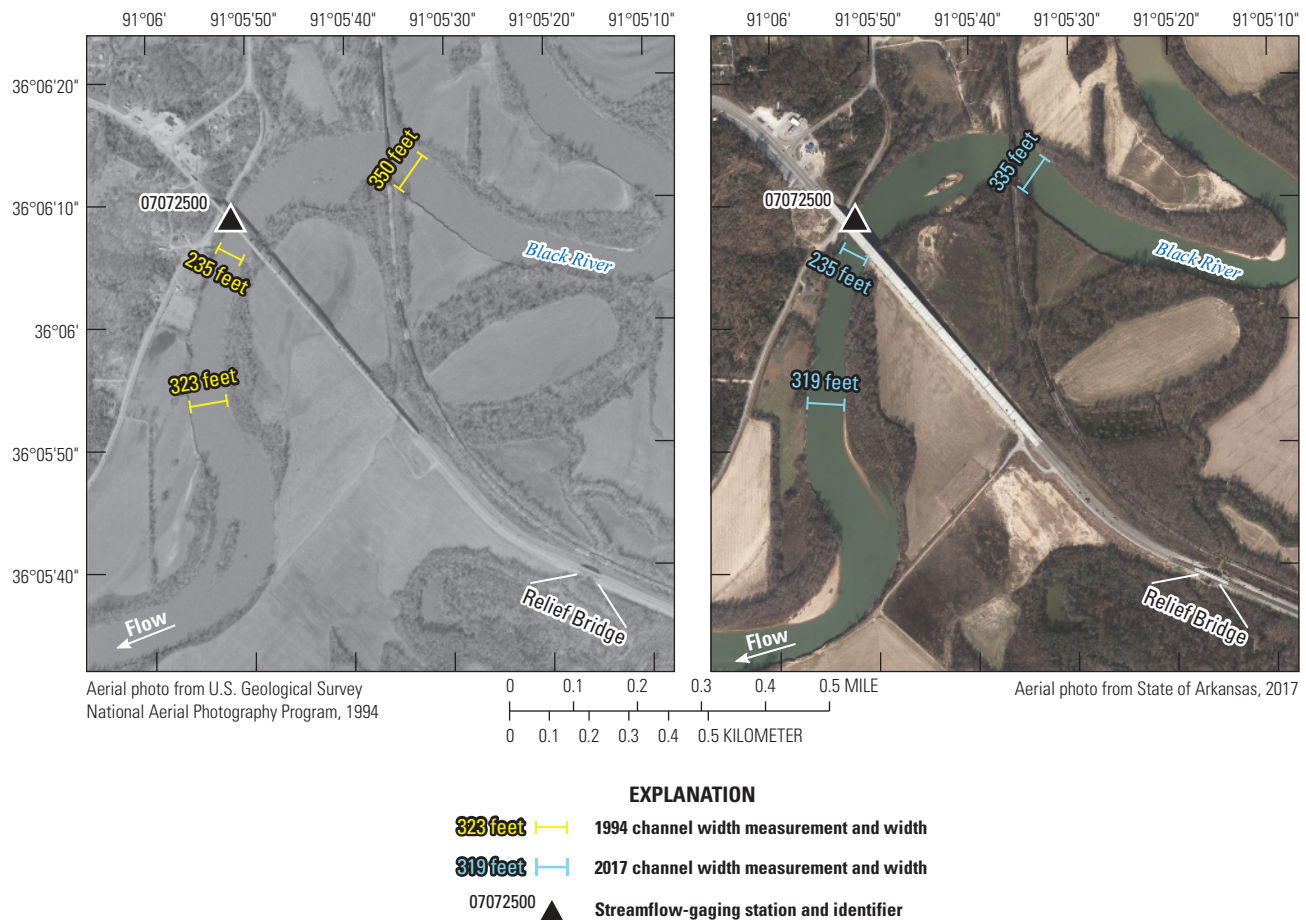 91°06' 91°05'50" 91°05'40" 91°05'30" 91°05'20" 91°05'10"
91°06' 91°05'50" 91°05'40" 91°05'30" 91°05'20" 91°05'10"
36°06'20"
36°06'10"
36°06'
36°05'50"
36°05'40"
350 feet
07072500
235 feet
Black River
323 feet
Relief Bridge
Flow
335 feet
07072500
235 feet
Black River
319 feet
Relief Bridge
Flow
Aerial photo from U.S. Geological Survey
National Aerial Photography Program, 1994
0 0.1 0.2 0.3 0.4 0.5 MILE
0 0.1 0.2 0.3 0.4 0.5 KILOMETER
Aerial photo from State of Arkansas, 2017
EXPLANATION
323 feet 1994 channel width measurement and width
319 feet 2017 channel width measurement and width
07072500 Streamflow-gaging station and identifier